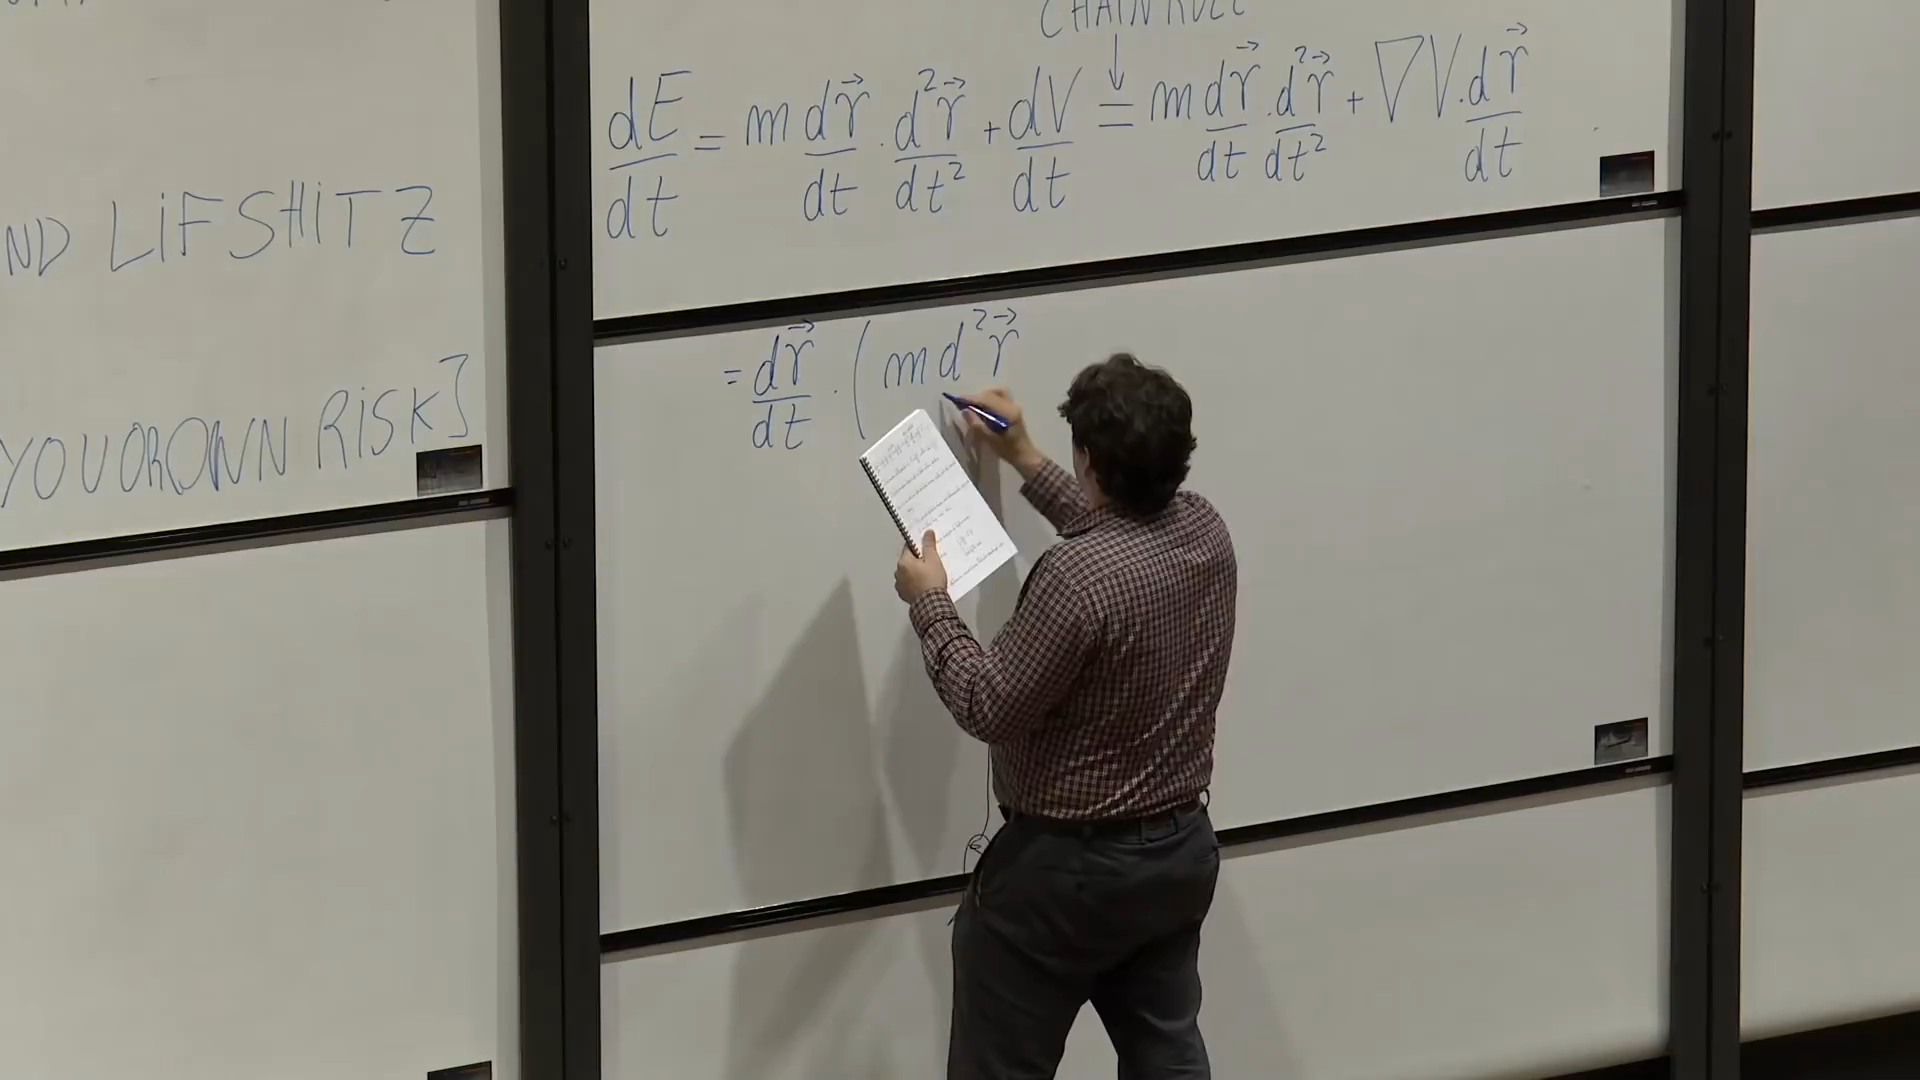 ND LIFSHITZ
YOUOROWN RISK]
CHAIN RULE
↓
dE/dt = m dr⃗/dt · d²r⃗/dt² + dV/dt = m dr⃗/dt · d²r⃗/dt² + ∇V · dr⃗/dt
= dr⃗/dt · ( m d²r⃗